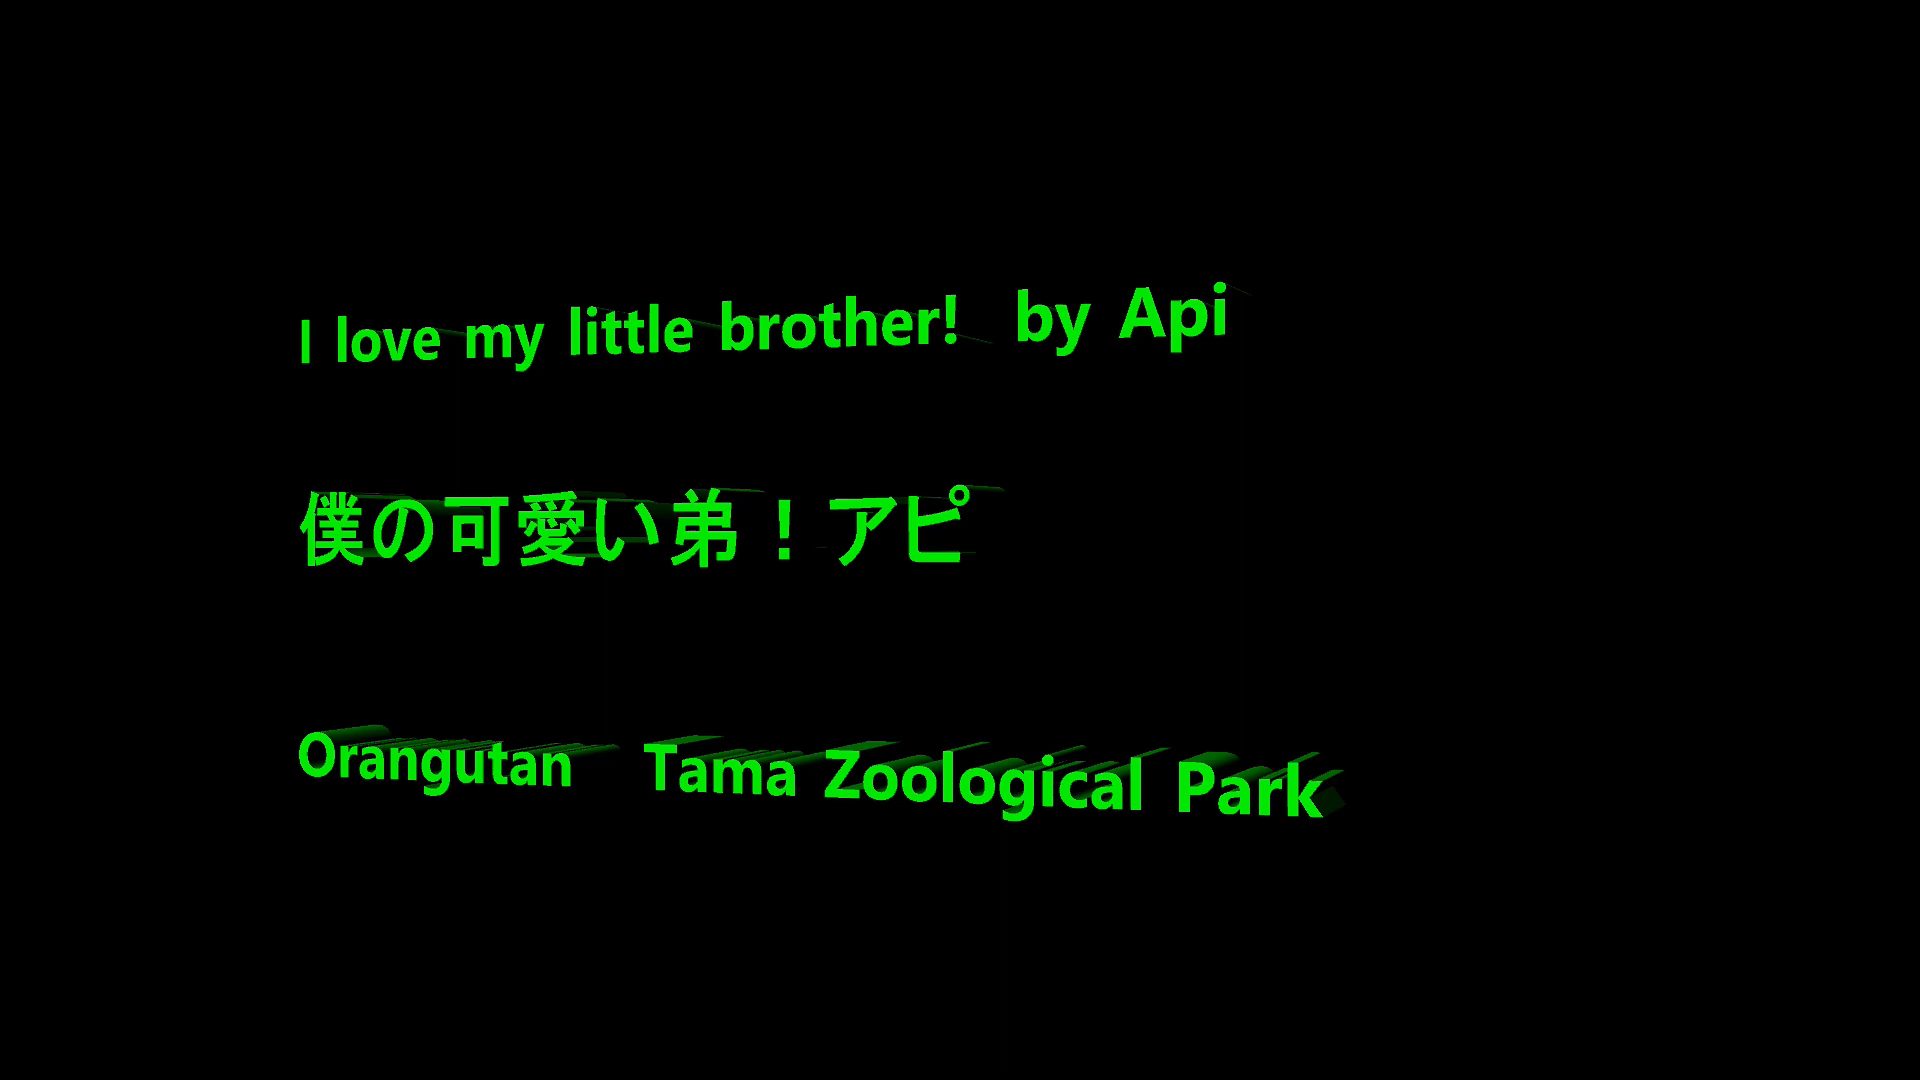 I love my little brother!  by Api
僕の可愛い弟！アピ
Orangutan  Tama Zoological Park